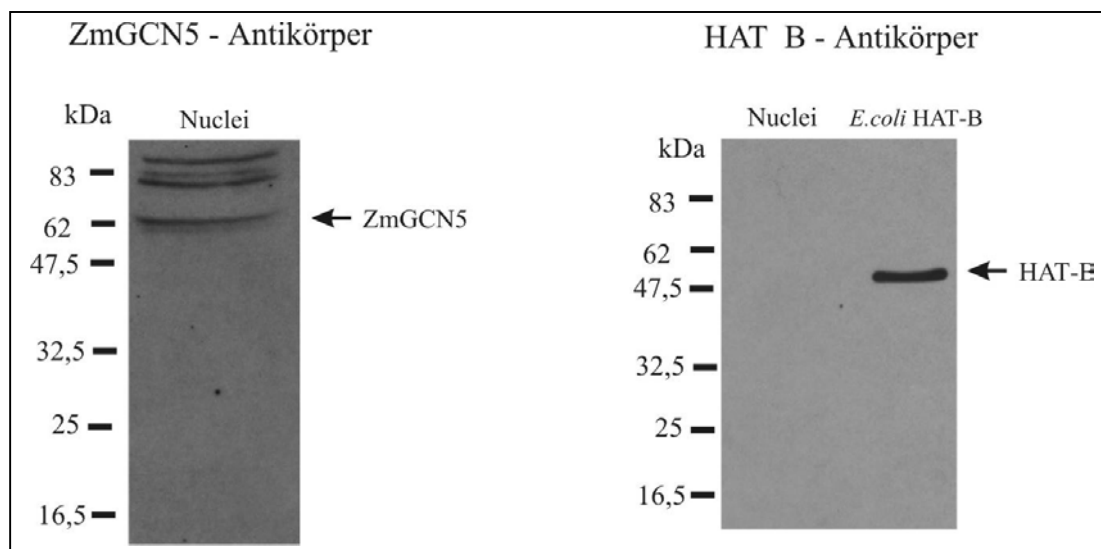 ZmGCN5 - Antikörper
kDa
Nuclei
83
62
47,5
32,5
25
16,5
ZmGCN5
HAT B - Antikörper
kDa
Nuclei E.coli HAT-B
83
62
47,5
32,5
25
16,5
HAT-B